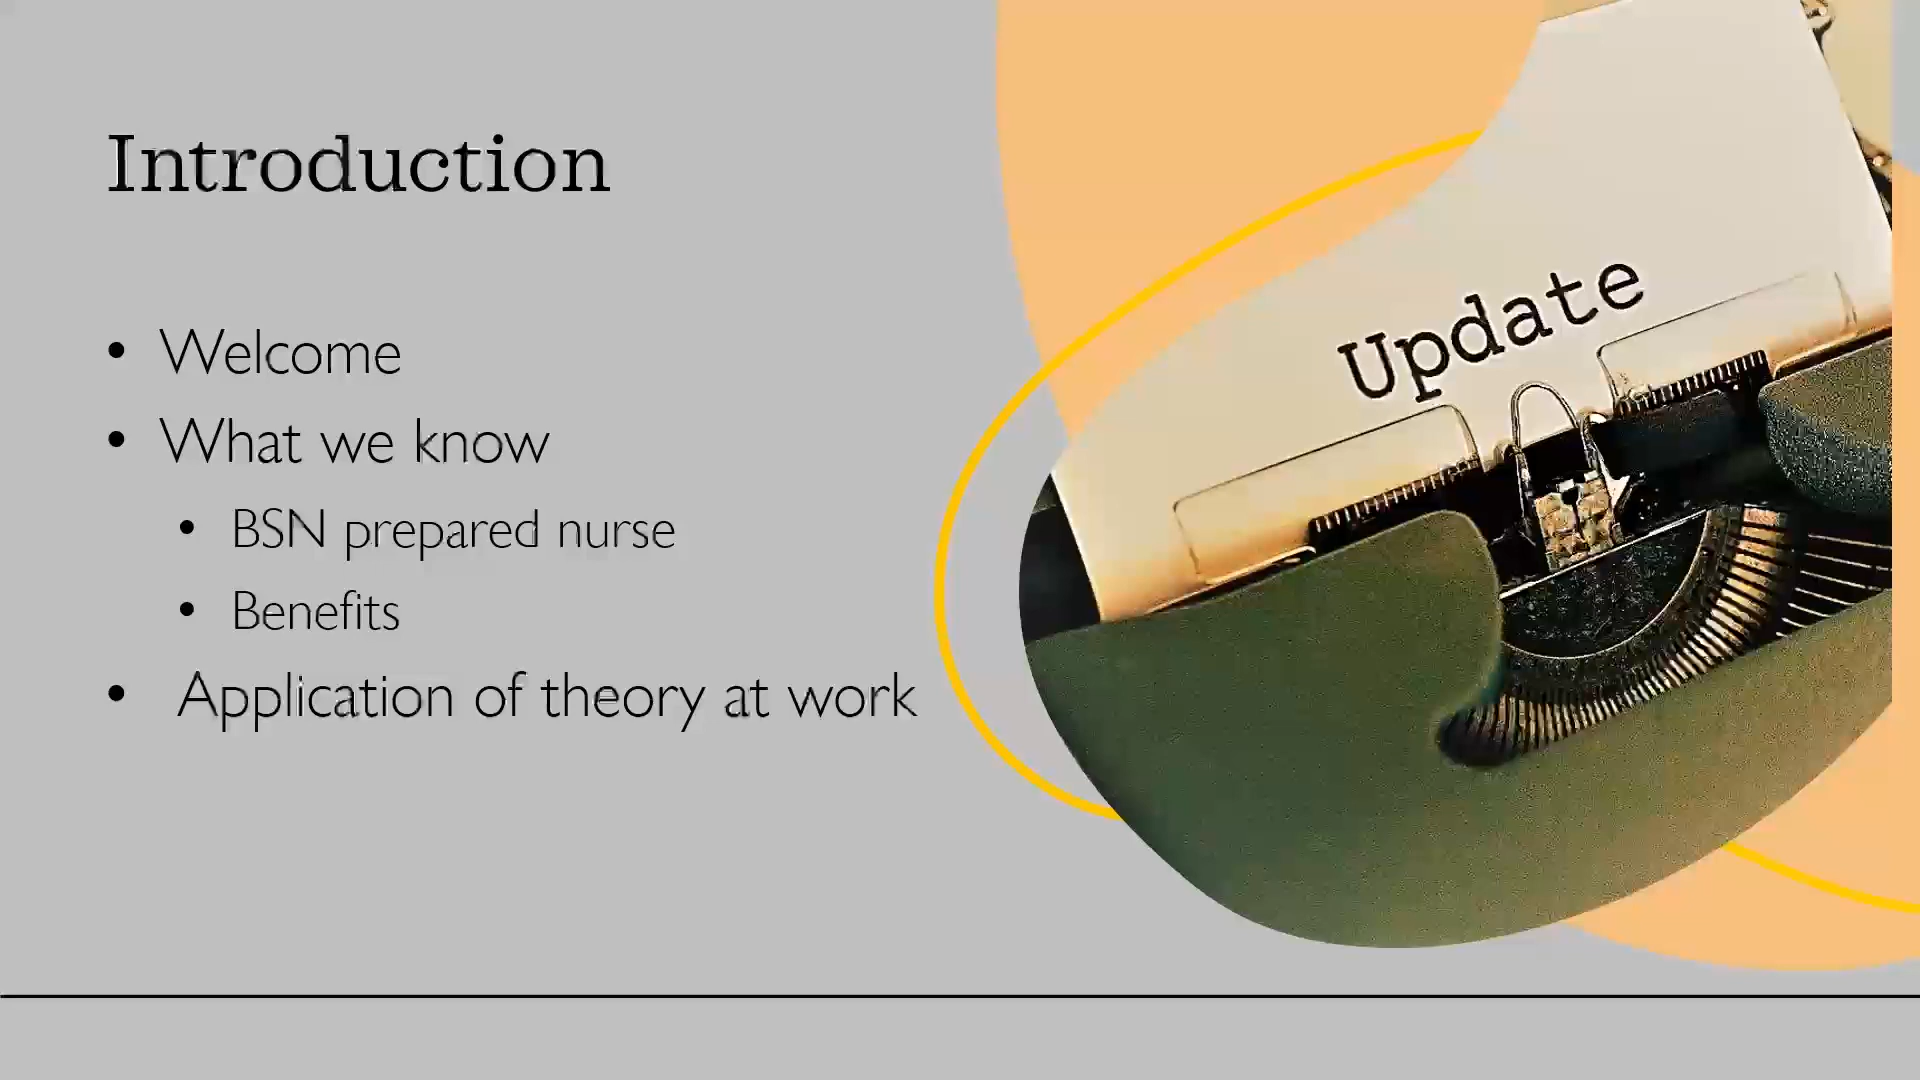 Introduction
• Welcome
• What we know
• BSN prepared nurse
• Benefits
• Application of theory at work
Update